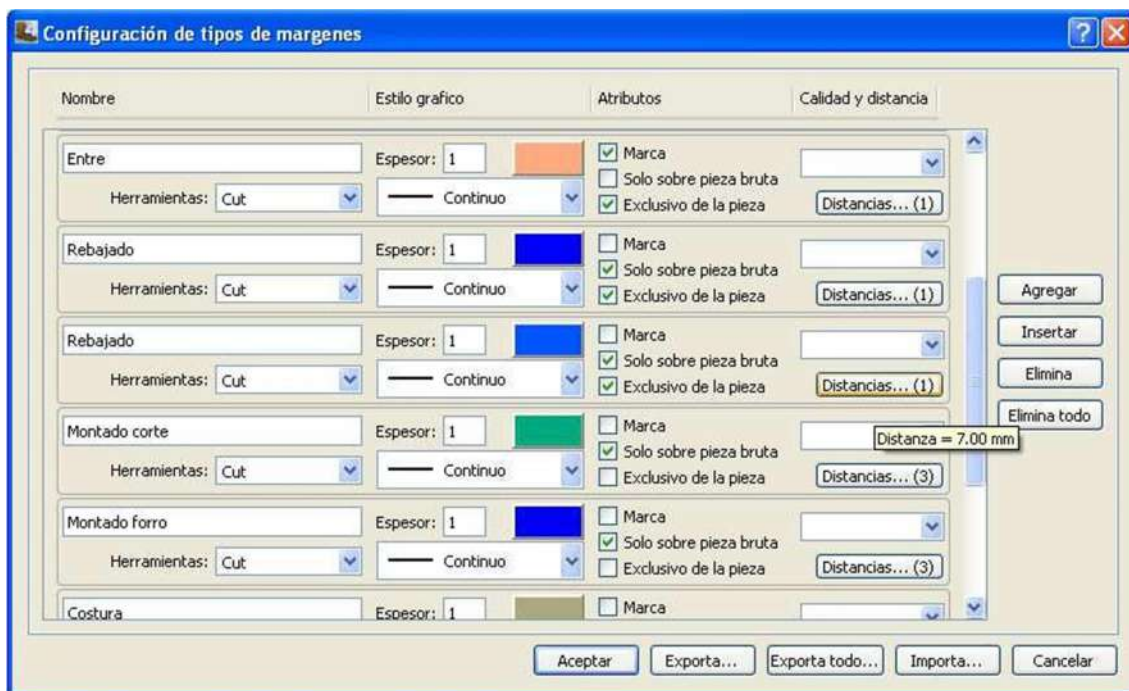 Configuración de tipos de margenes
Nombre Estilo grafico Atributos Calidad y distancia
Entre Espesor: 1 Marca
Solo sobre pieza bruta
Herramientas: Cut Continuo Exclusivo de la pieza Distancias... (1)
Rebajado Espesor: 1 Marca
Solo sobre pieza bruta
Herramientas: Cut Continuo Exclusivo de la pieza Distancias... (1)
Rebajado Espesor: 1 Marca
Solo sobre pieza bruta
Herramientas: Cut Continuo Exclusivo de la pieza Distancias... (1)
Montado corte Espesor: 1 Marca
Distanza = 7.00 mm
Solo sobre pieza bruta
Herramientas: Cut Continuo Exclusivo de la pieza Distancias... (3)
Montado forro Espesor: 1 Marca
Solo sobre pieza bruta
Herramientas: Cut Continuo Exclusivo de la pieza Distancias... (3)
Costura Espesor: 1 Marca
Agregar
Insertar
Elimina
Elimina todo
Aceptar Exporta... Exporta todo... Importa... Cancelar